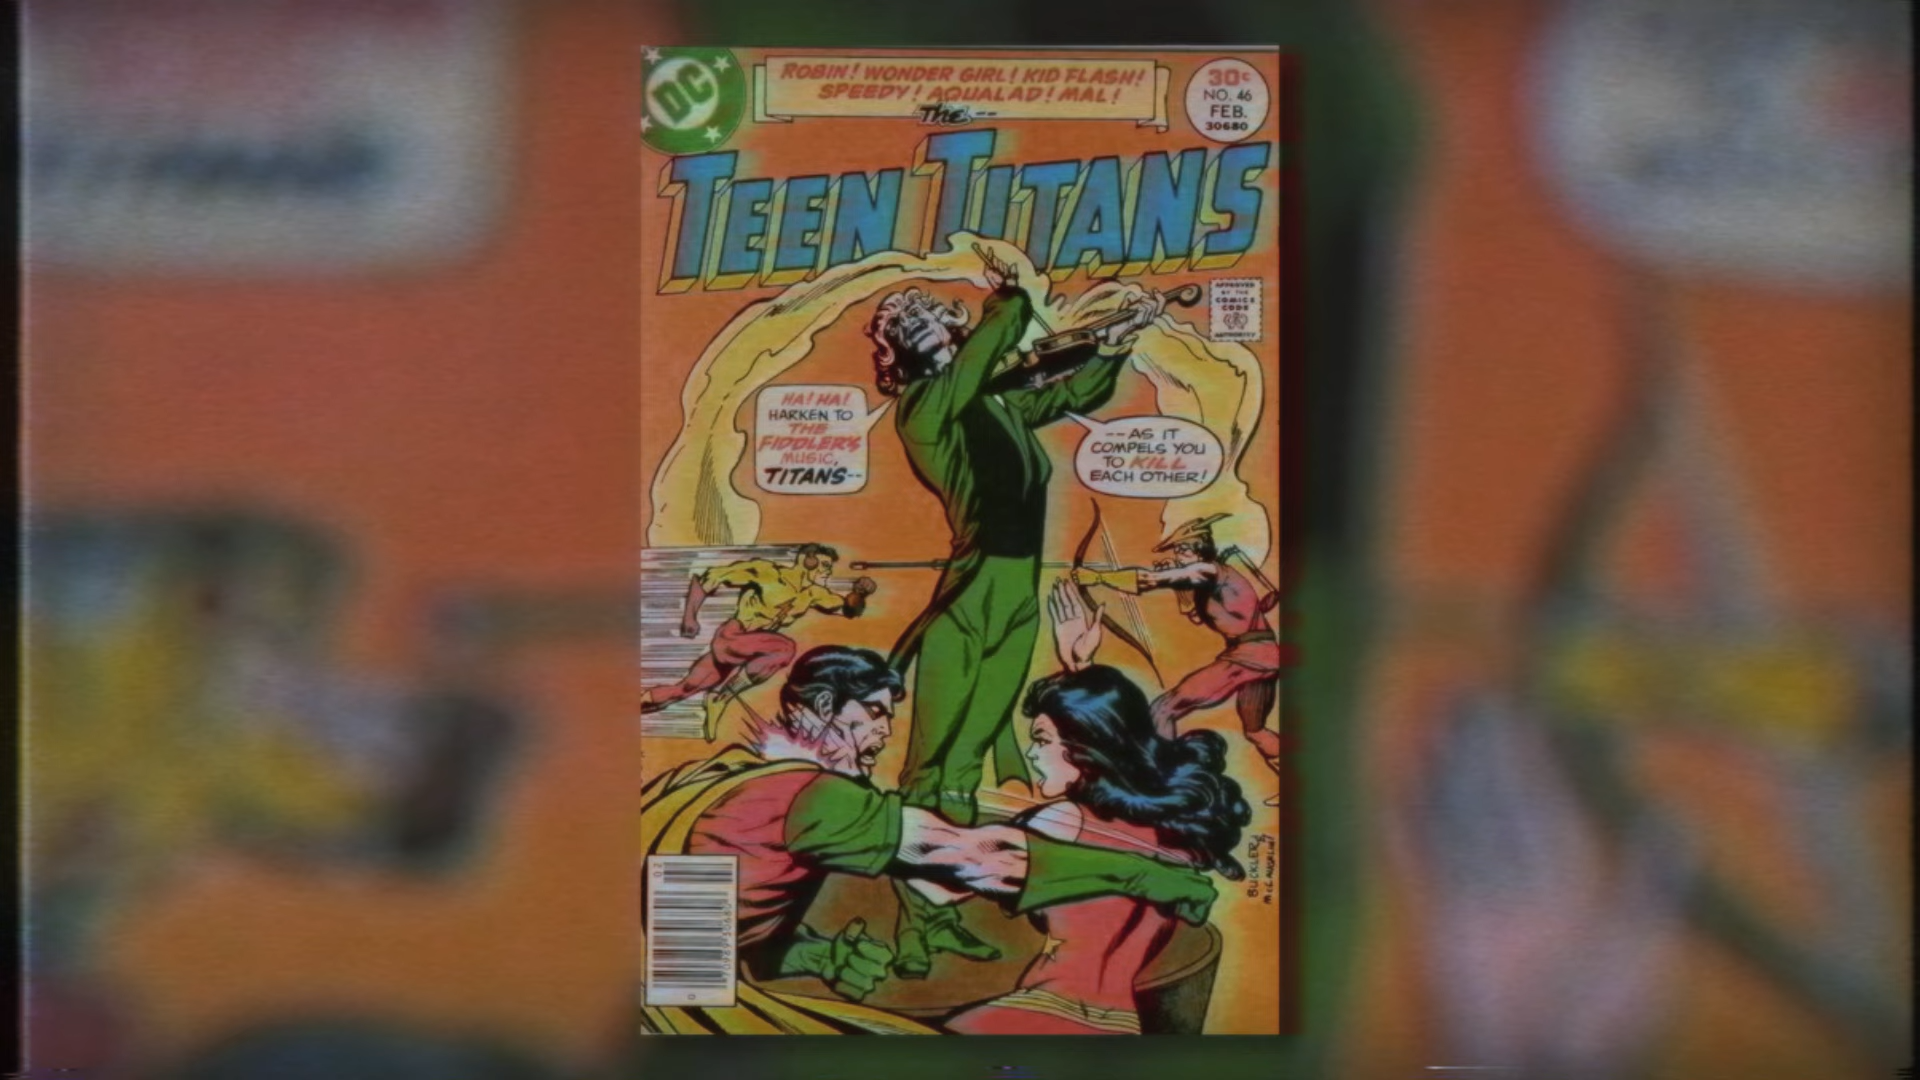 DC
ROBIN! WONDER GIRL! KID FLASH!
SPEEDY! AQUALAD! MAL!
The--
TEEN TITANS
30¢
NO. 46
FEB.
30680
APPROVED
BY THE
COMICS
CODE
AUTHORITY
HA! HA!
HARKEN TO
THE
FIDDLER'S
MUSIC,
TITANS--
--AS IT
COMPELS YOU
TO KILL
EACH OTHER!
BUCKLER &
McLAUGHLIN
02